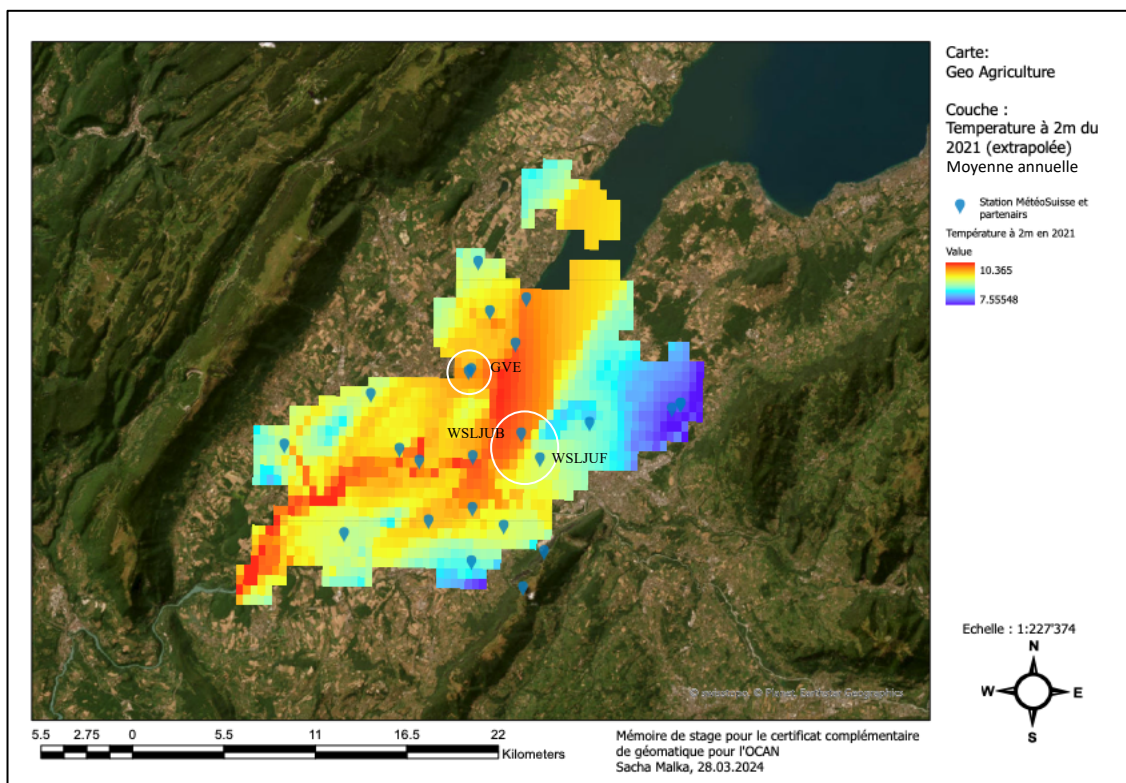 Carte:
Geo Agriculture
Couche :
Temperature à 2m du
2021 (extrapolée)
Moyenne annuelle
Station MétéoSuisse et
partenairs
Température à 2m en 2021
Value
10.365
7.55548
GVE
WSLJUB
WSLJUF
Echelle : 1:227'374
N
W E
S
© Planet,
Geographics
5.5 2.75 0 5.5 11 16.5 22
Kilometers
Mémoire de stage pour le certificat complémentaire
de géomatique pour l'OCAN
Sacha Malka, 28.03.2024